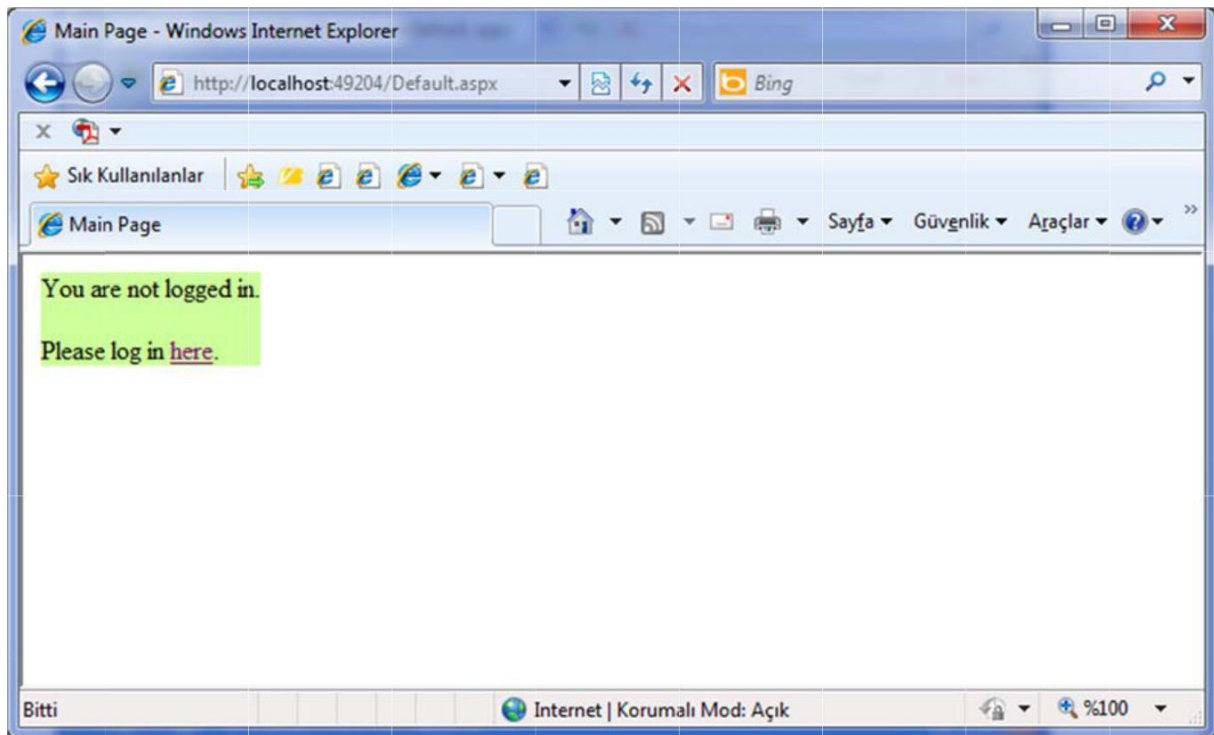 Main Page - Windows Internet Explorer
http://localhost:49204/Default.aspx
Bing
Sık Kullanılanlar
Main Page
Sayfa
Güvenlik
Araçlar
You are not logged in.
Please log in here.
Bitti
Internet | Korumalı Mod: Açık
%100